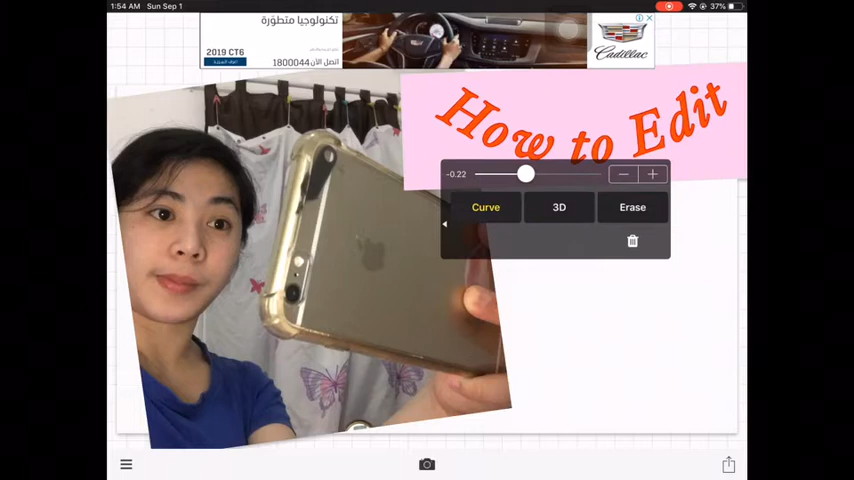 1:54 AM Sun Sep 1
37%
تكنولوجيا متطوّرة
2019 CT6
اتصل الآن 1800044
Cadillac
How to Edit
-0.22
Curve
3D
Erase